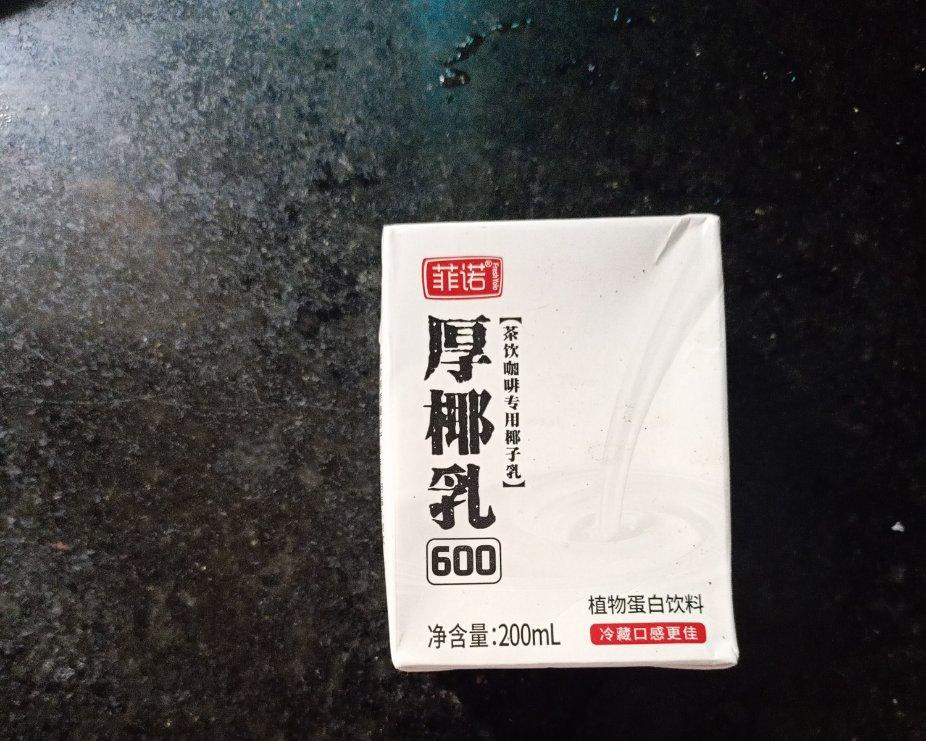 菲诺®
FreshNo
厚椰乳
【茶饮咖啡专用椰子乳】
600
植物蛋白饮料
净含量:200mL
冷藏口感更佳